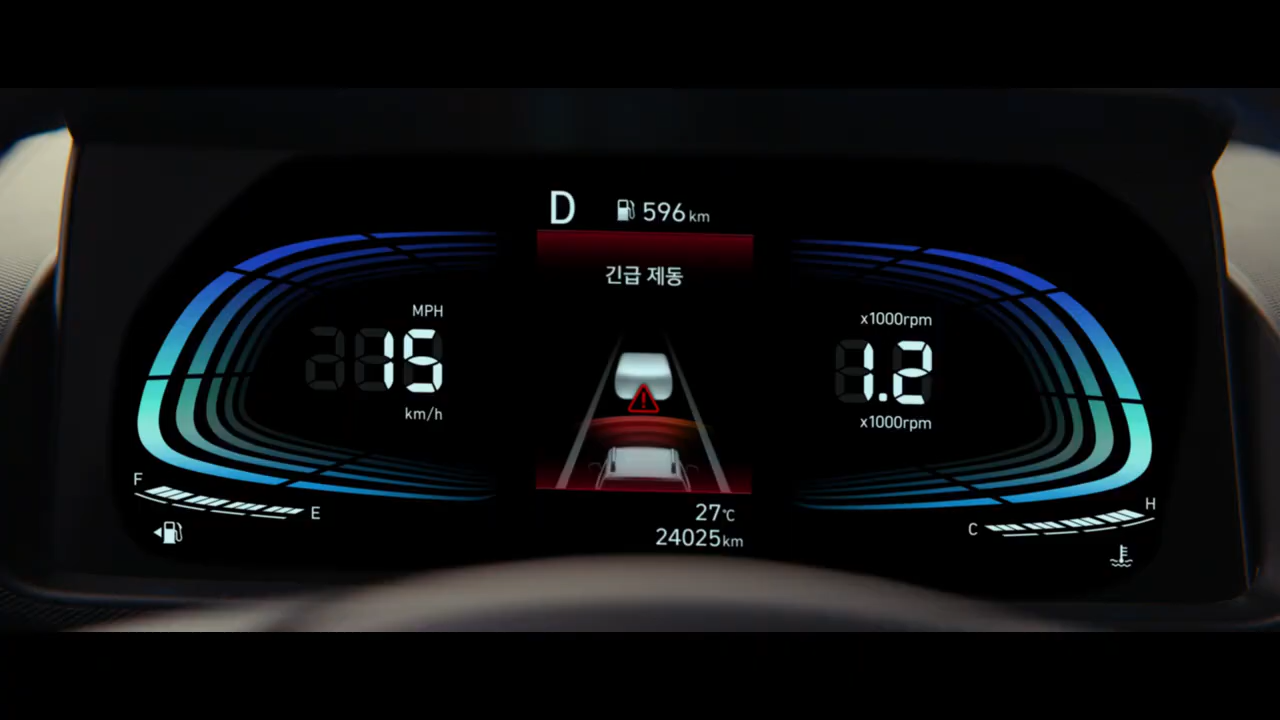 D
596 km
긴급 제동
MPH
15
km/h
x1000rpm
1.2
x1000rpm
F
E
27℃
24025km
C
H